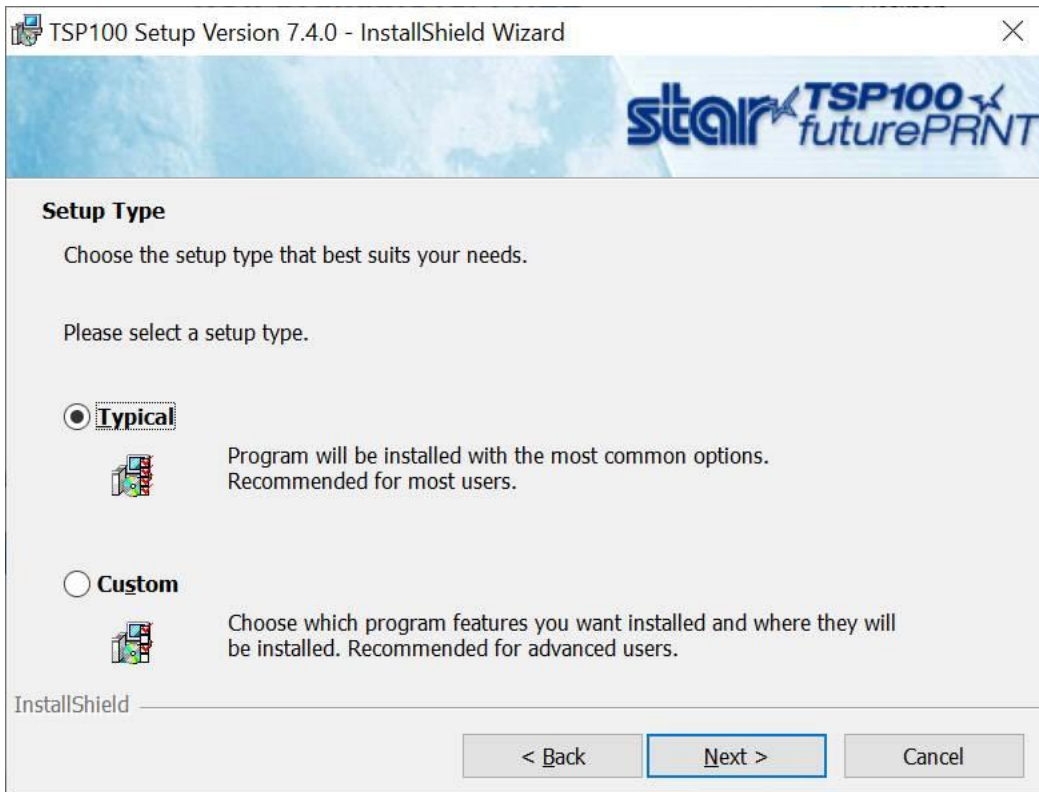 TSP100 Setup Version 7.4.0 - InstallShield Wizard
star TSP100
futurePRNT
Setup Type
Choose the setup type that best suits your needs.
Please select a setup type.
Typical
Program will be installed with the most common options.
Recommended for most users.
Custom
Choose which program features you want installed and where they will
be installed. Recommended for advanced users.
InstallShield
< Back
Next >
Cancel